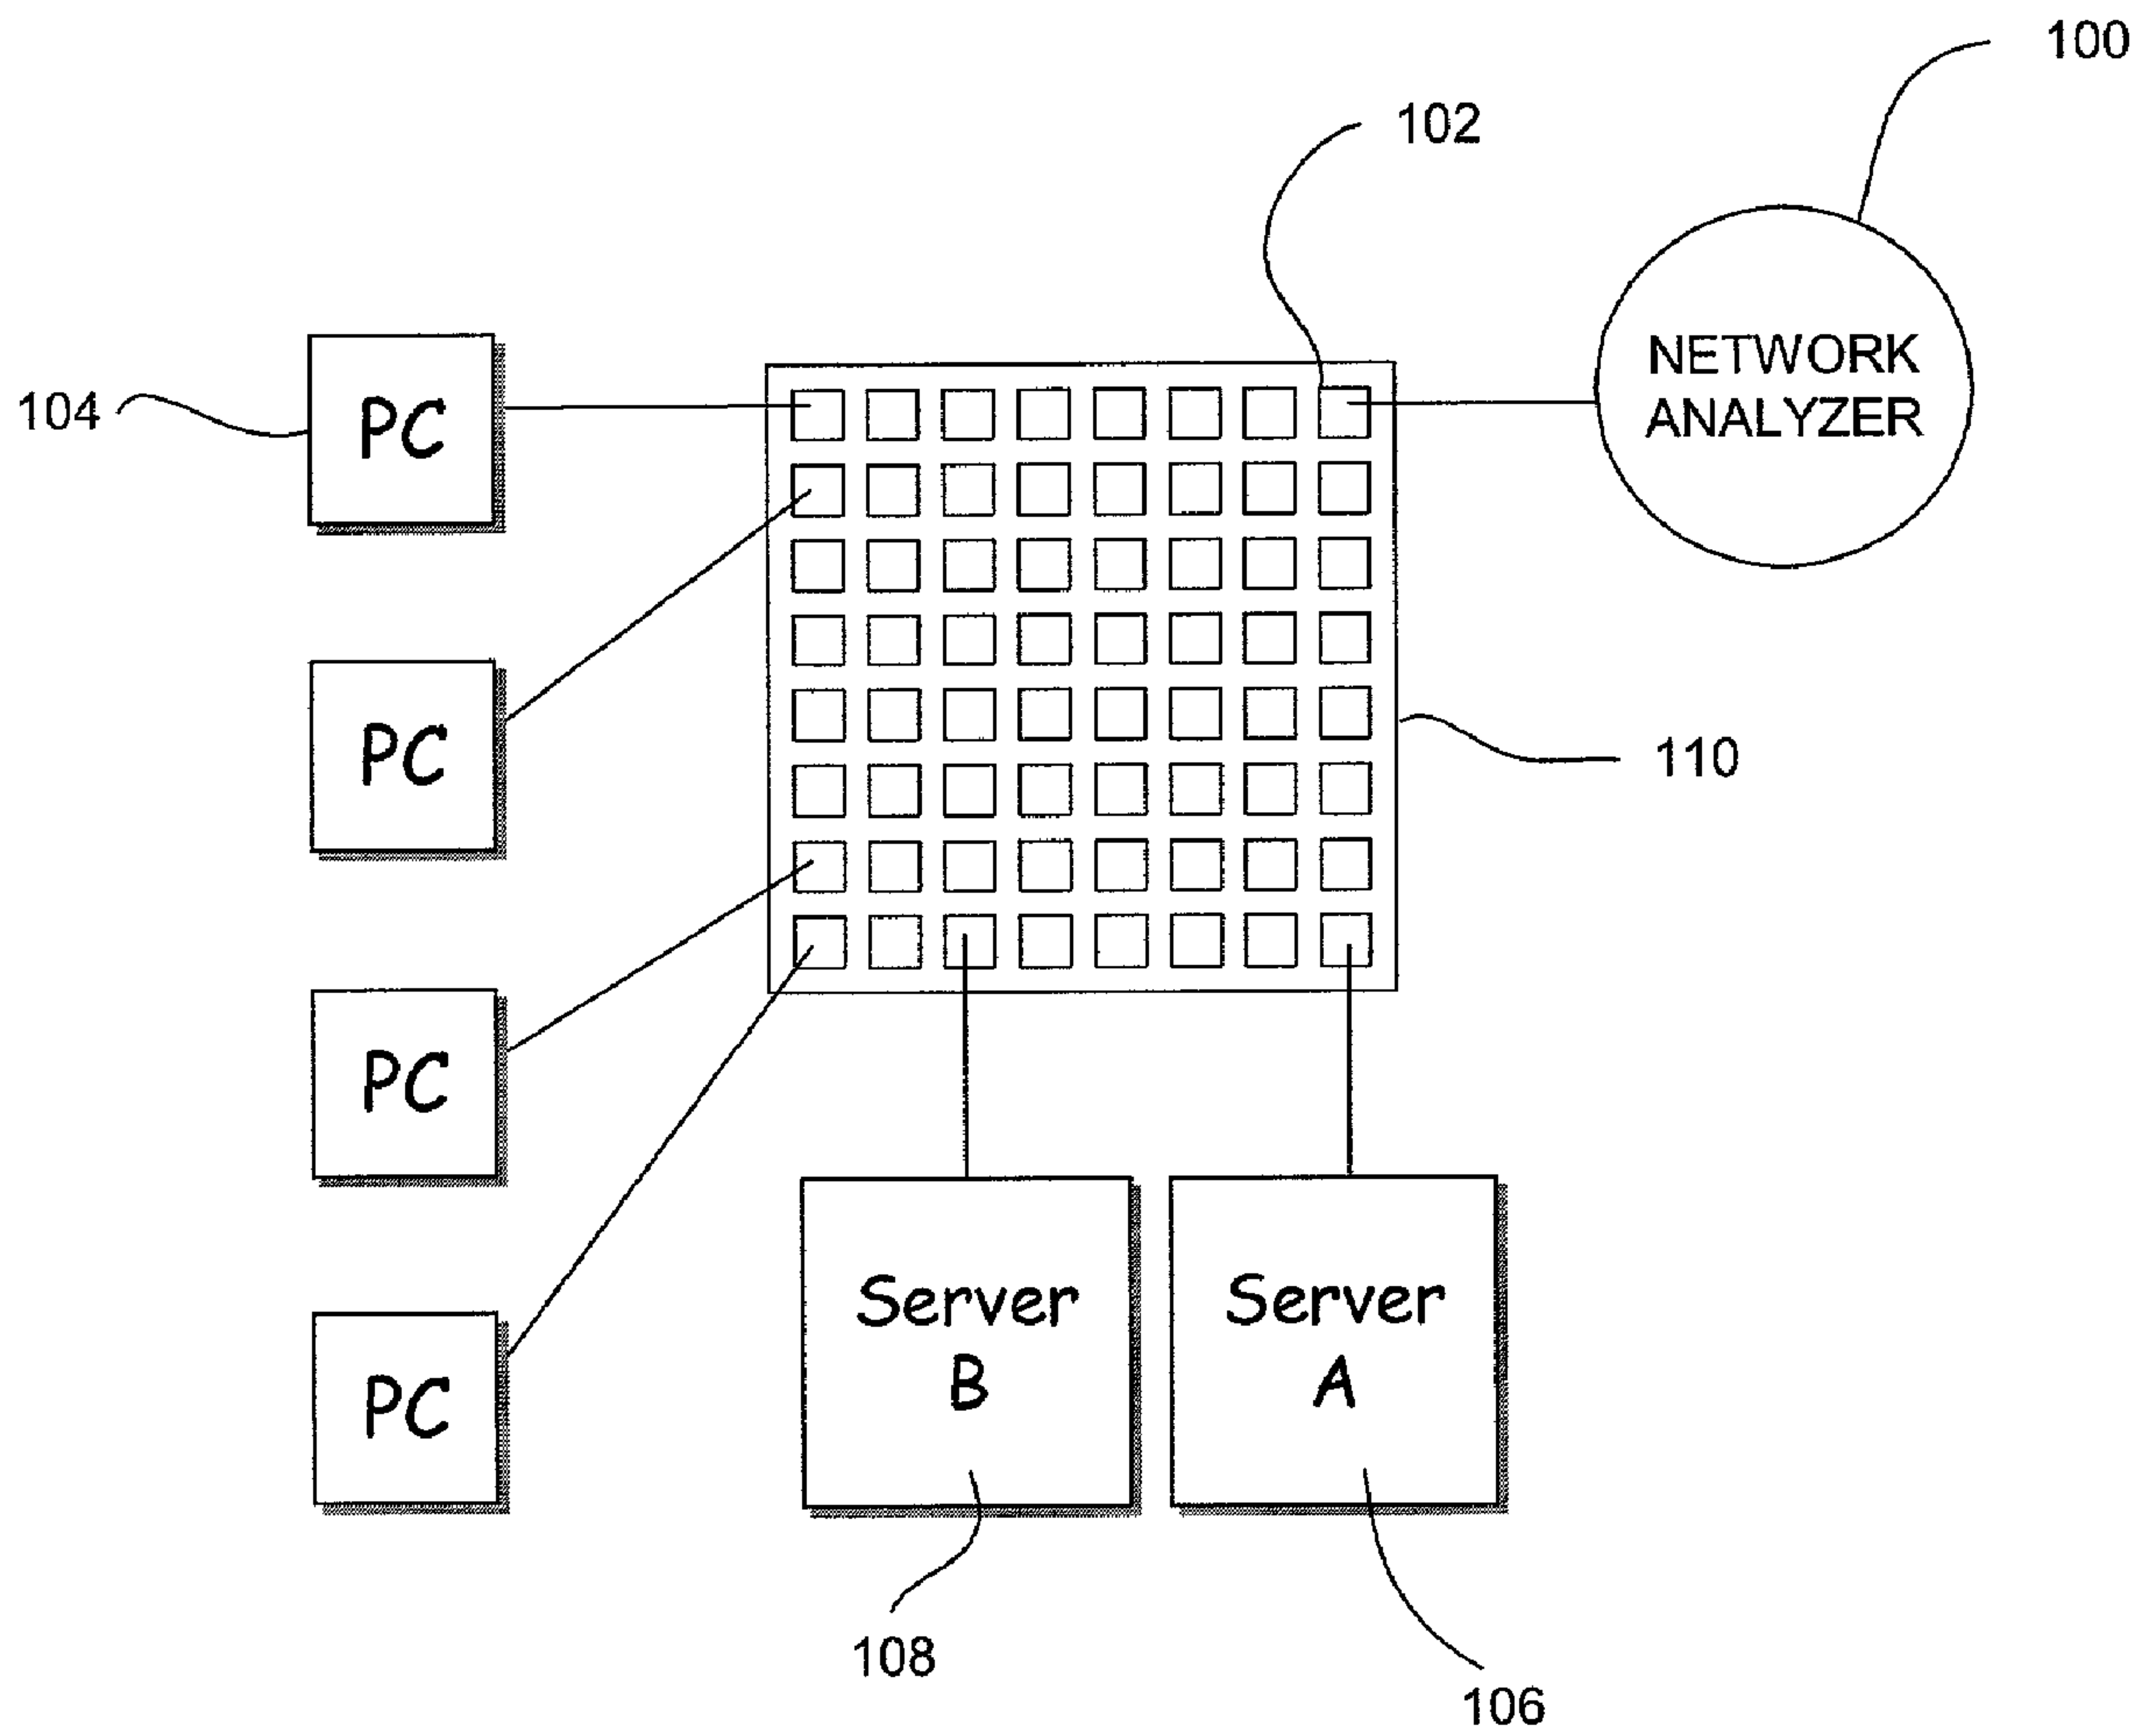 100
102
NETWORK
ANALYZER
104
PC
PC
110
PC
PC
Server
B
Server
A
108
106